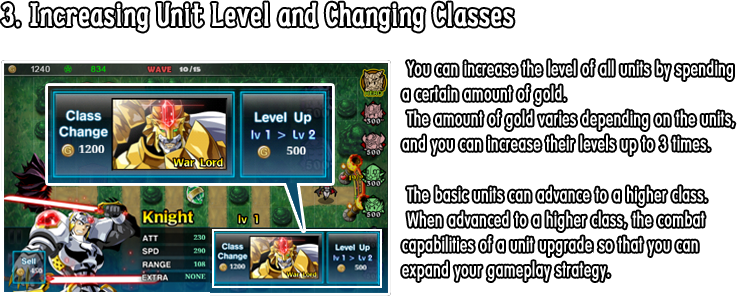 3. Increasing Unit Level and Changing Classes
1240
834
WAVE 10/15
Class
Change
1200
War Lord
Level Up
lv 1 > Lv 2
500
300
300
300
500
Knight
lv 1
ATT 230
SPD 290
RANGE 108
EXTRA NONE
Sell
450
Class
Change
1200
War Lord
Level Up
lv 1 > Lv 2
500
You can increase the level of all units by spending
a certain amount of gold.
The amount of gold varies depending on the units,
and you can increase their levels up to 3 times.
The basic units can advance to a higher class.
When advanced to a higher class, the combat
capabilities of a unit upgrade so that you can
expand your gameplay strategy.